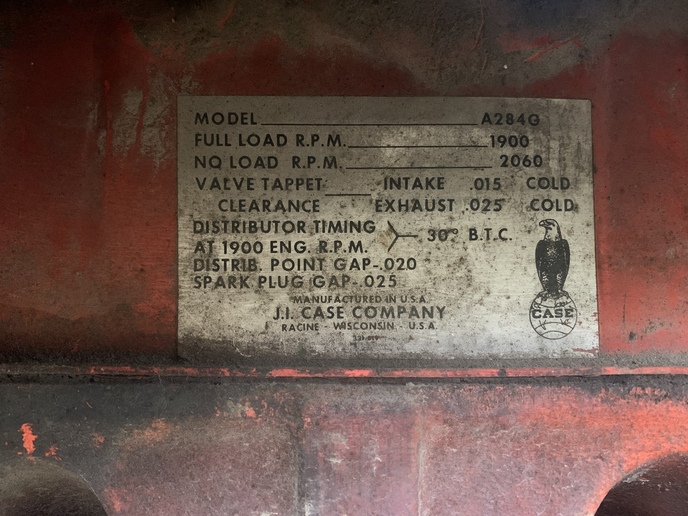 MODEL A284G
FULL LOAD R.P.M. 1900
NO LOAD R.P.M. 2060
VALVE TAPPET INTAKE .015 COLD
CLEARANCE EXHAUST .025 COLD
DISTRIBUTOR TIMING
AT 1900 ENG. R.P.M. 30° B.T.C.
DISTRIB. POINT GAP-.020
SPARK PLUG GAP-.025
MANUFACTURED IN U.S.A.
J.I. CASE COMPANY
RACINE - WISCONSIN U.S.A.
CASE